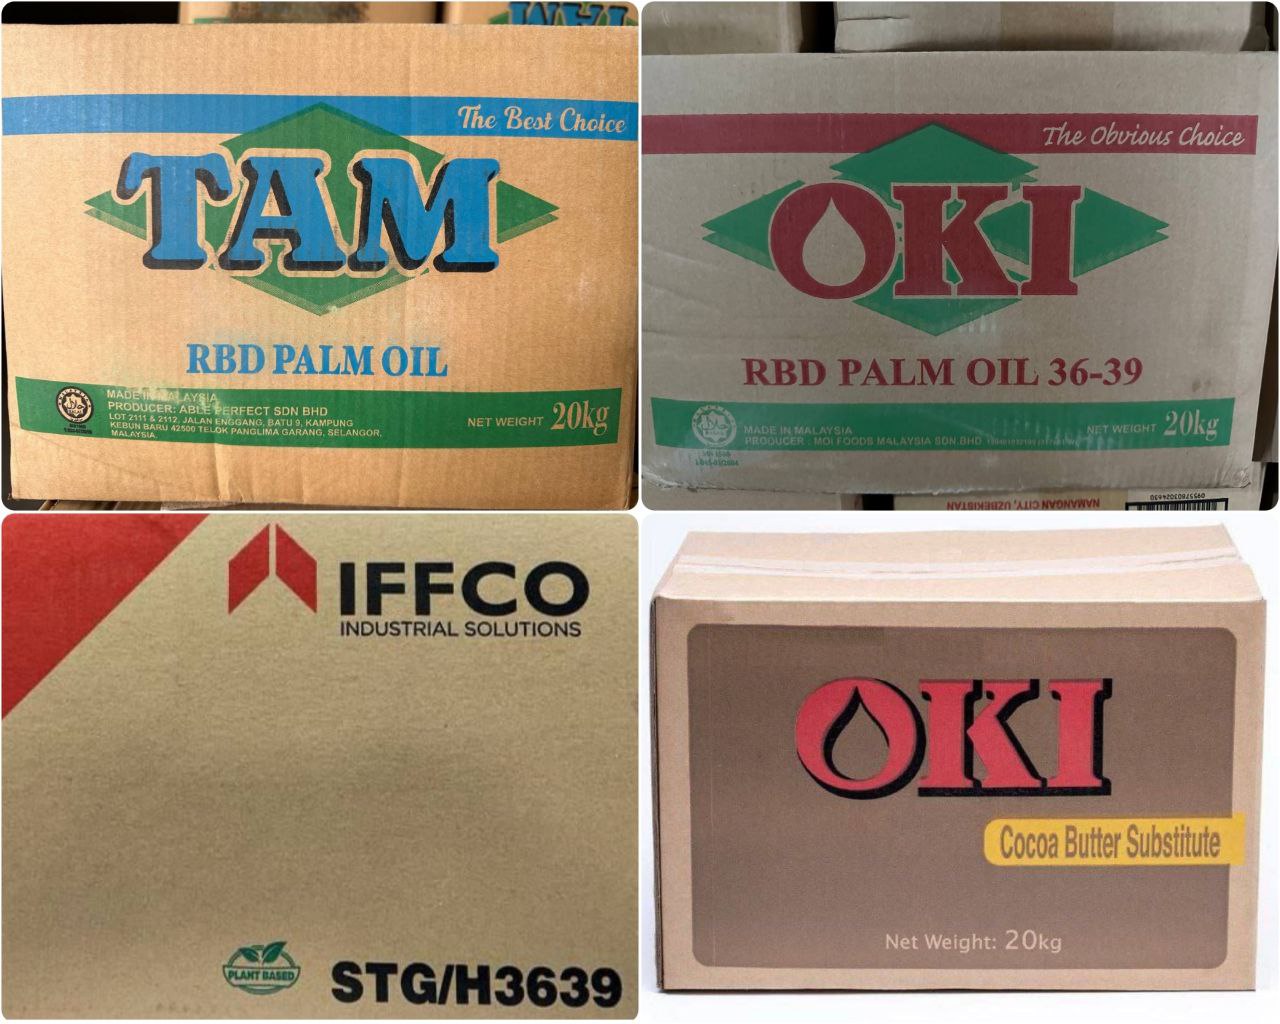 TAM
The Best Choice
TAM
RBD PALM OIL
MADE IN MALAYSIA
PRODUCER: ABLE PERFECT SDN BHD
LOT 2111 & 2112, JALAN ENGGANG, BATU 9, KAMPUNG
KEBUN BARU 42500 TELOK PANGLIMA GARANG, SELANGOR,
MALAYSIA.
NET WEIGHT 20kg
The Obvious Choice
OKI
RBD PALM OIL 36-39
MADE IN MALAYSIA
PRODUCER : MOI FOODS MALAYSIA SDN.BHD
NET WEIGHT 20kg
NAMANGAN CITY, UZBEKISTAN
IFFCO
INDUSTRIAL SOLUTIONS
PLANT BASED
STG/H3639
OKI
Cocoa Butter Substitute
Net Weight: 20kg